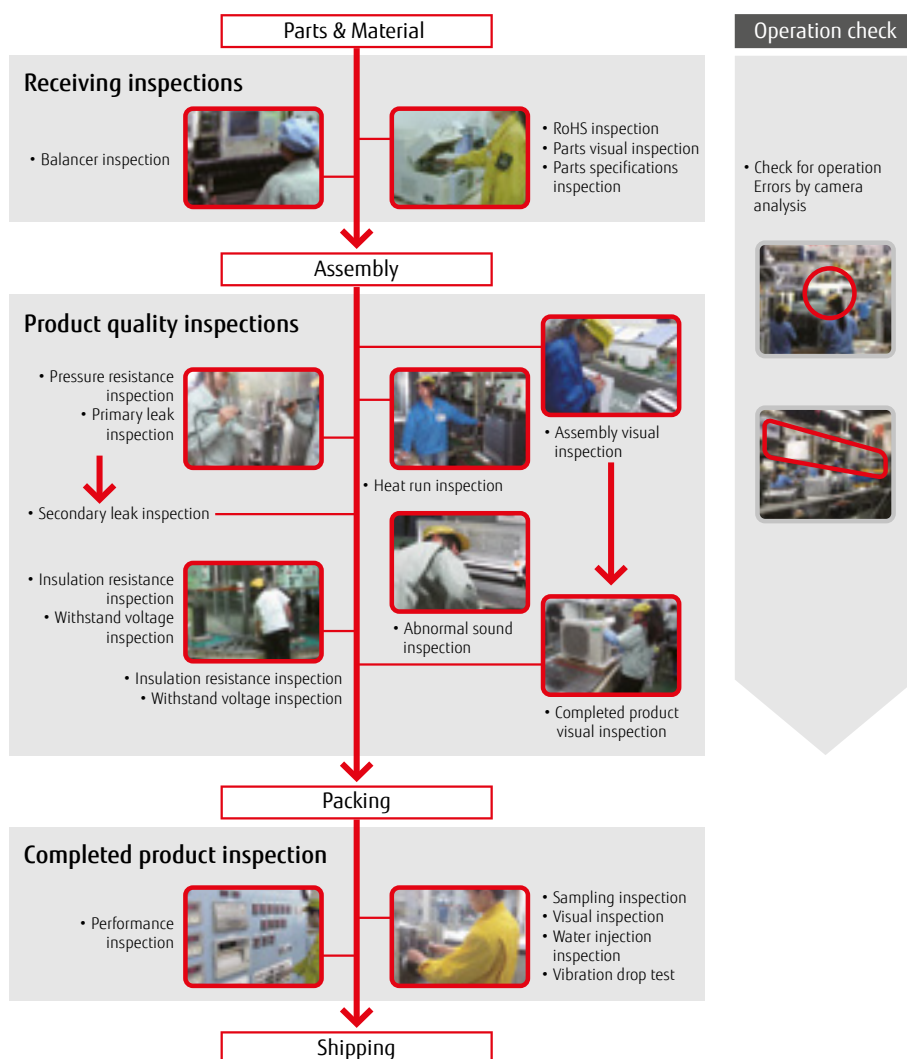 Parts & Material
Operation check
Receiving inspections
• Balancer inspection
• RoHS inspection
• Parts visual inspection
• Parts specifications
inspection
• Check for operation
Errors by camera
analysis
Assembly
Product quality inspections
• Pressure resistance
inspection
• Primary leak
inspection
• Heat run inspection
• Assembly visual
inspection
• Secondary leak inspection
• Insulation resistance
inspection
• Withstand voltage
inspection
• Abnormal sound
inspection
• Insulation resistance inspection
• Withstand voltage inspection
• Completed product
visual inspection
Packing
Completed product inspection
• Performance
inspection
• Sampling inspection
• Visual inspection
• Water injection
inspection
• Vibration drop test
Shipping